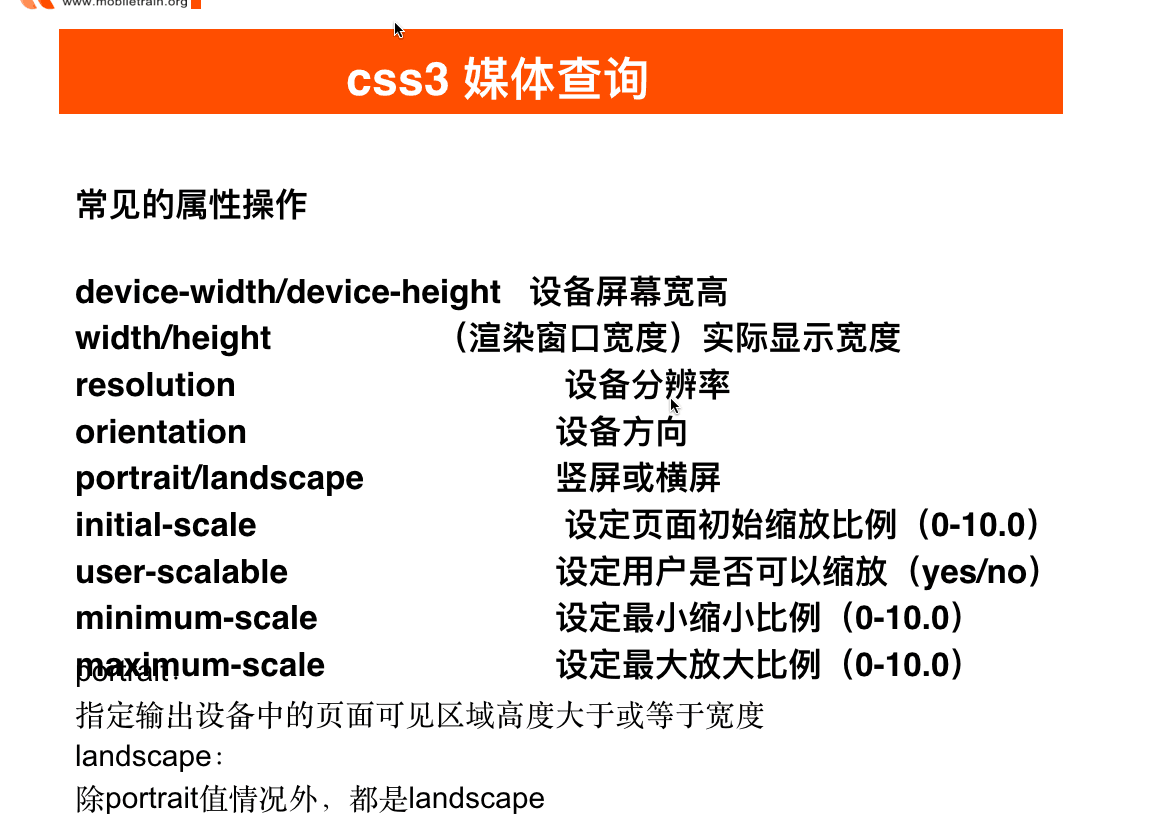 www.mobiletrain.org
css3 媒体查询
常见的属性操作
device-width/device-height 设备屏幕宽高
width/height （渲染窗口宽度）实际显示宽度
resolution 设备分辨率
orientation 设备方向
portrait/landscape 竖屏或横屏
initial-scale 设定页面初始缩放比例（0-10.0）
user-scalable 设定用户是否可以缩放（yes/no）
minimum-scale 设定最小缩小比例（0-10.0）
maximum-scale 设定最大放大比例（0-10.0）
portrait：
指定输出设备中的页面可见区域高度大于或等于宽度
landscape：
除portrait值情况外，都是landscape